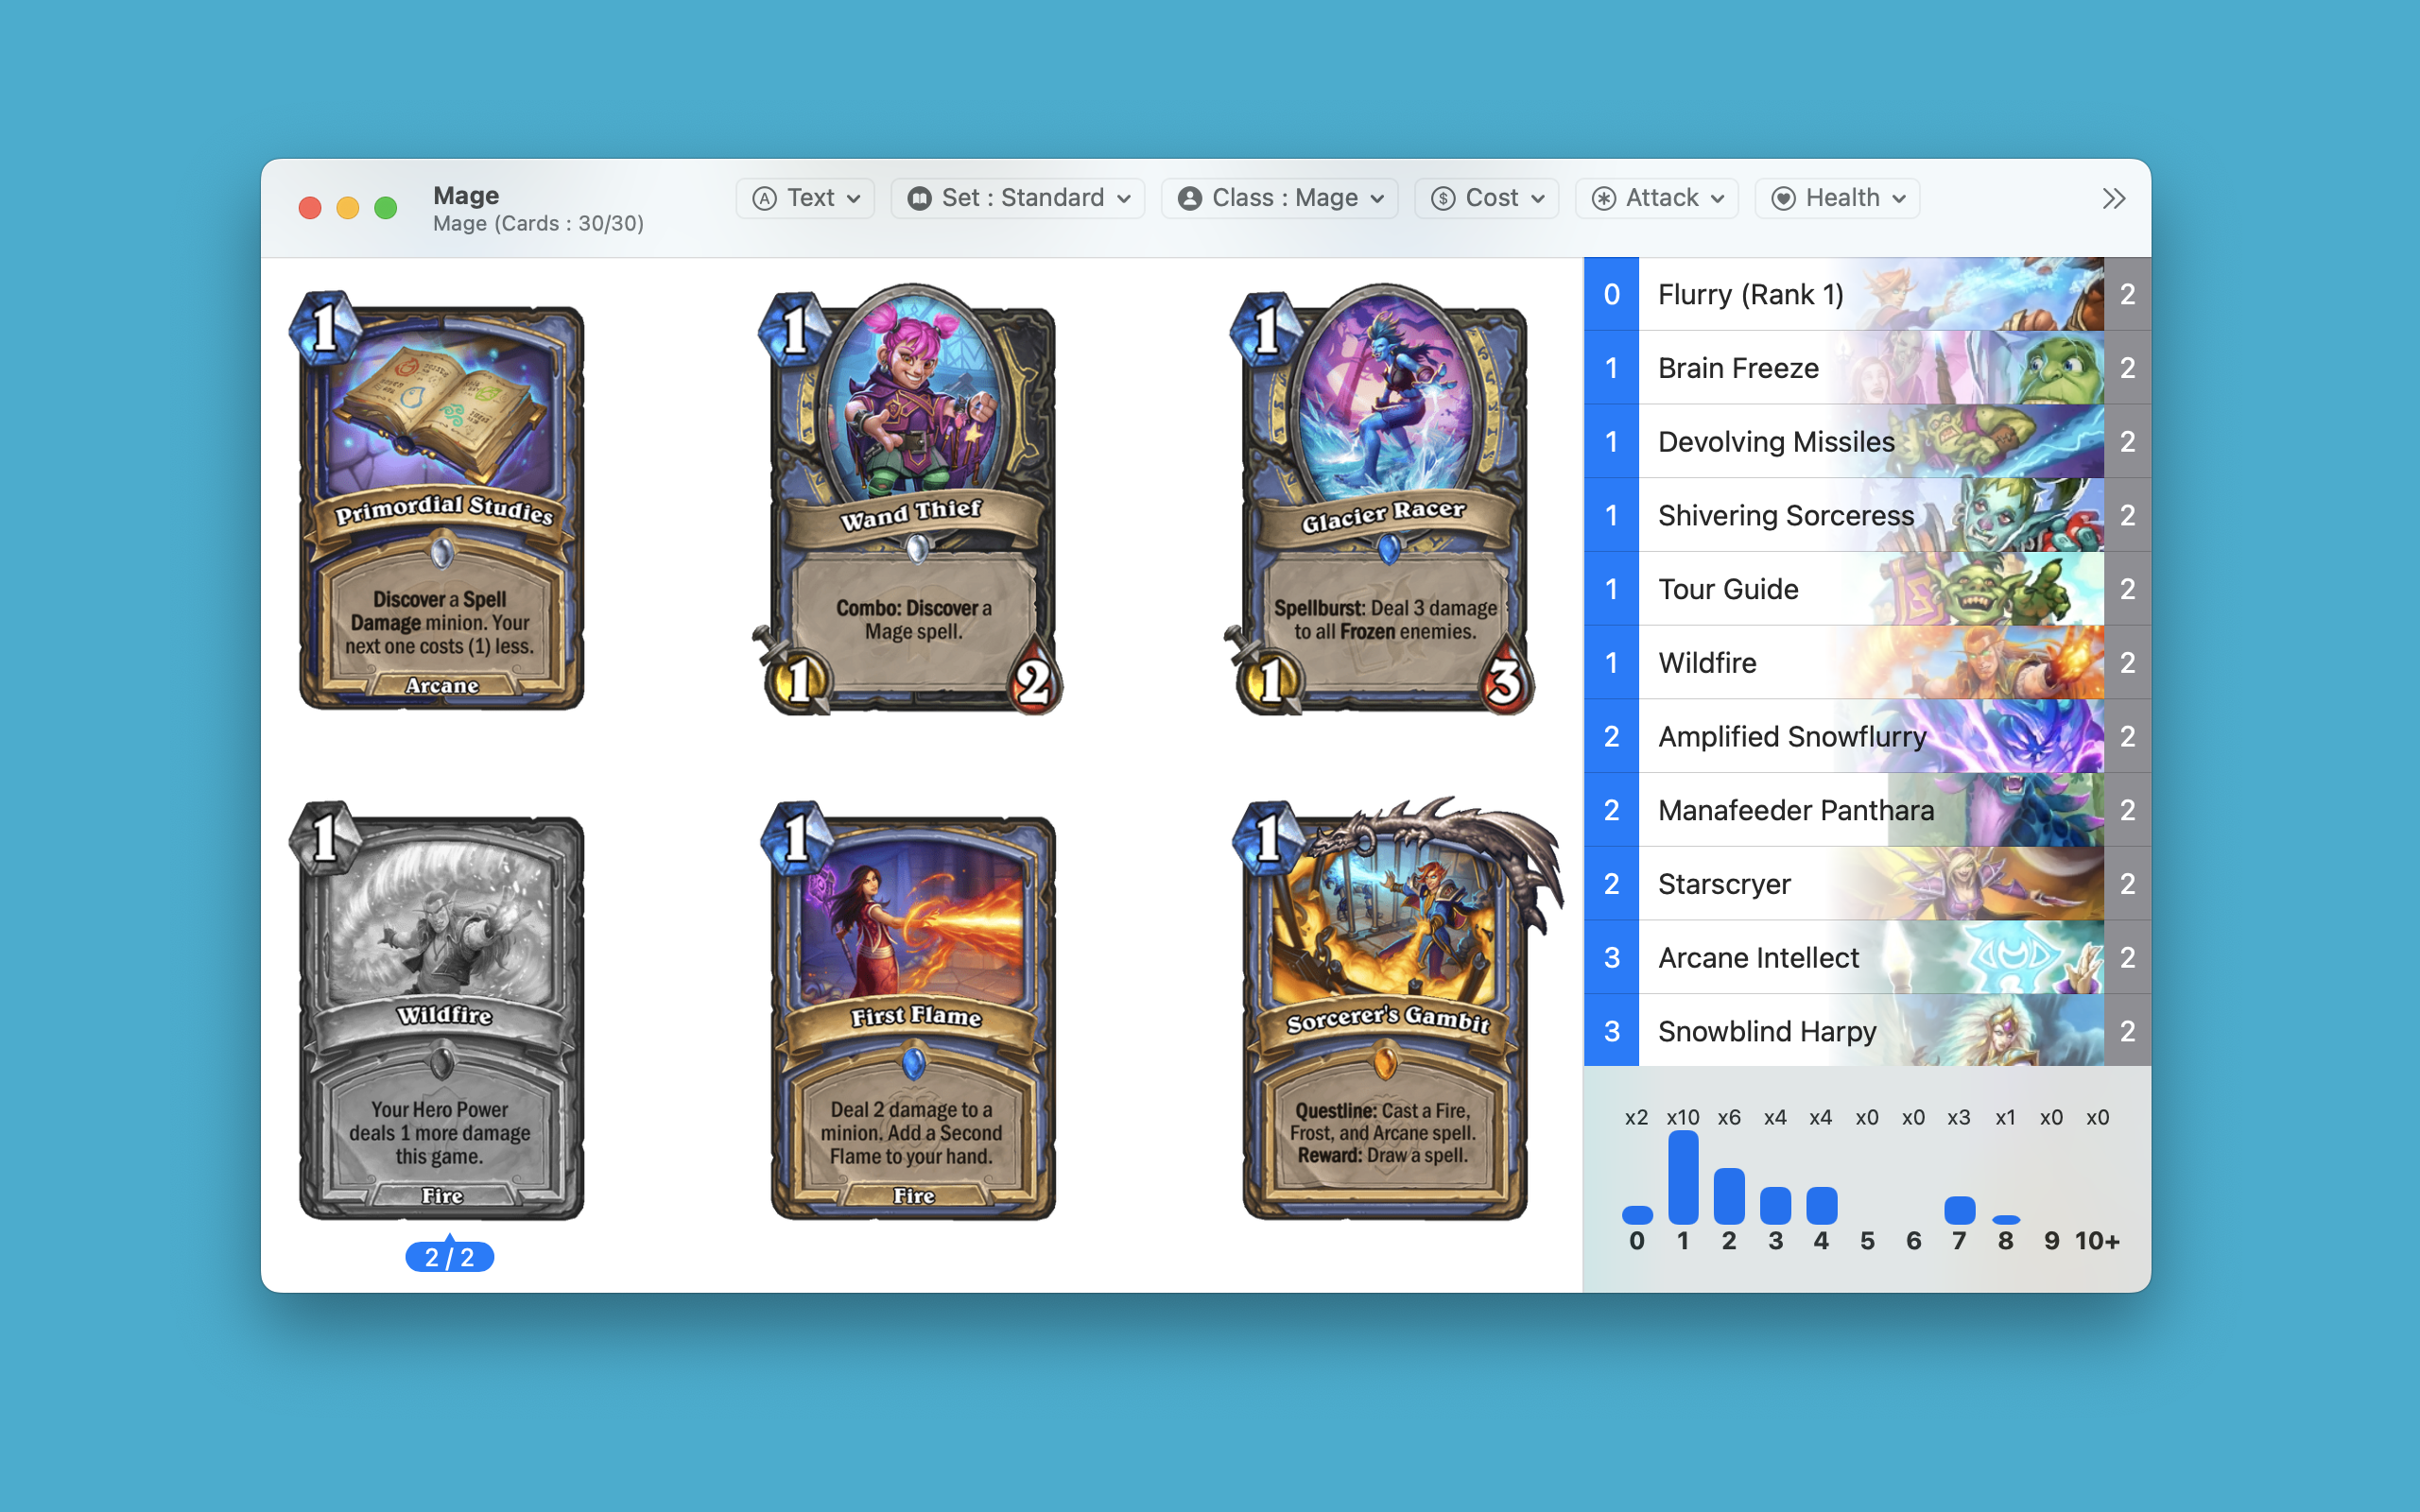 Mage
Mage (Cards : 30/30)
Text
Set : Standard
Class : Mage
Cost
Attack
Health
1
Primordial Studies
Discover a Spell
Damage minion. Your
next one costs (1) less.
Arcane
1
Wand Thief
Combo: Discover a
Mage spell.
1
2
1
Glacier Racer
Spellburst: Deal 3 damage
to all Frozen enemies.
1
3
1
Wildfire
Your Hero Power
deals 1 more damage
this game.
Fire
2 / 2
1
First Flame
Deal 2 damage to a
minion. Add a Second
Flame to your hand.
Fire
1
Sorcerer's Gambit
Questline: Cast a Fire,
Frost, and Arcane spell.
Reward: Draw a spell.
0 Flurry (Rank 1) 2
1 Brain Freeze 2
1 Devolving Missiles 2
1 Shivering Sorceress 2
1 Tour Guide 2
1 Wildfire 2
2 Amplified Snowflurry 2
2 Manafeeder Panthara 2
2 Starscryer 2
3 Arcane Intellect 2
3 Snowblind Harpy 2
x2 x10 x6 x4 x4 x0 x0 x3 x1 x0 x0
0 1 2 3 4 5 6 7 8 9 10+